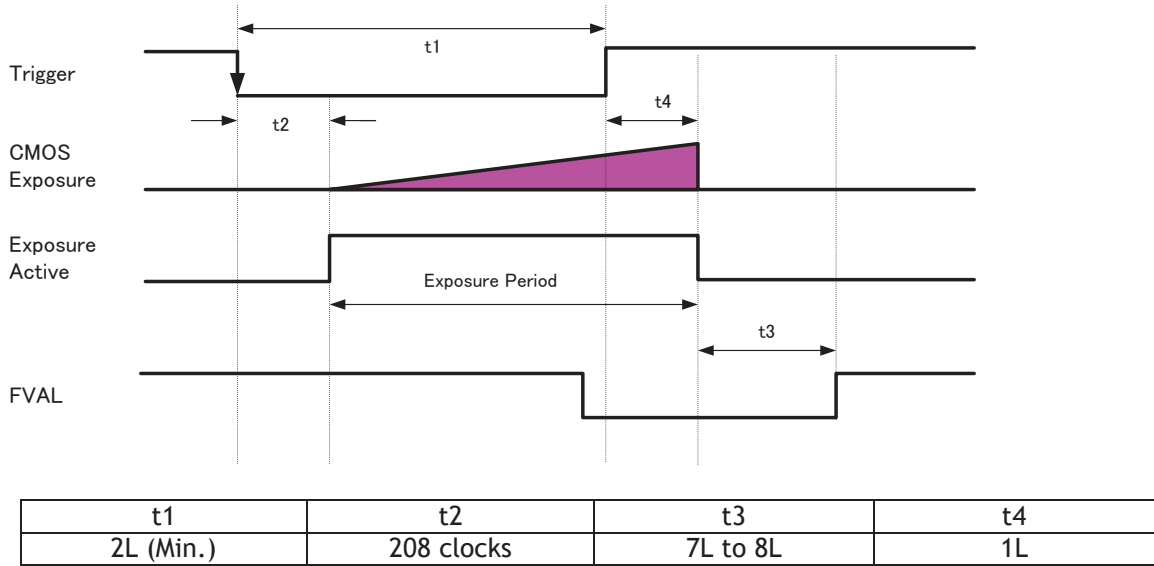 t1
Trigger
t4
t2
CMOS
Exposure
Exposure
Active
Exposure Period
t3
FVAL
t1 t2 t3 t4
2L (Min.) 208 clocks 7L to 8L 1L